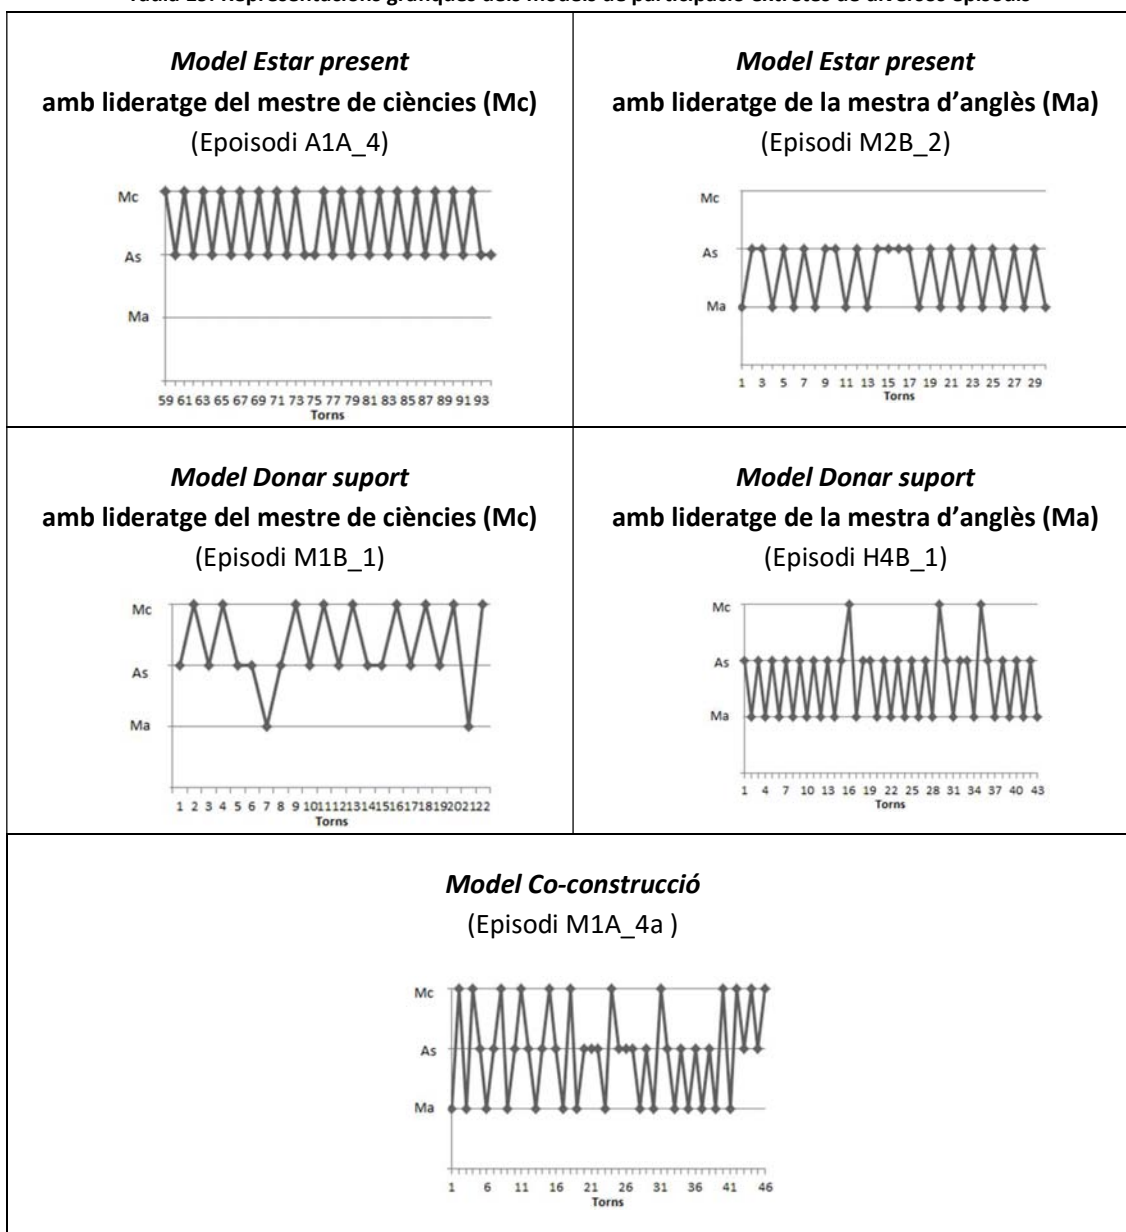 Model Estar present
amb lideratge del mestre de ciències (Mc)
(Epoisodi A1A_4)
Mc
As
Ma
59 61 63 65 67 69 71 73 75 77 79 81 83 85 87 89 91 93
Torns
Model Estar present
amb lideratge de la mestra d'anglès (Ma)
(Episodi M2B_2)
Mc
As
Ma
1 3 5 7 9 11 13 15 17 19 21 23 25 27 29
Torns
Model Donar suport
amb lideratge del mestre de ciències (Mc)
(Episodi M1B_1)
Mc
As
Ma
1 2 3 4 5 6 7 8 9 10111213141516171819202122
Torns
Model Donar suport
amb lideratge de la mestra d'anglès (Ma)
(Episodi H4B_1)
Mc
As
Ma
1 4 7 10 13 16 19 22 25 28 31 34 37 40 43
Torns
Model Co-construcció
(Episodi M1A_4a )
Mc
As
Ma
1 6 11 16 21 26 31 36 41 46
Torns